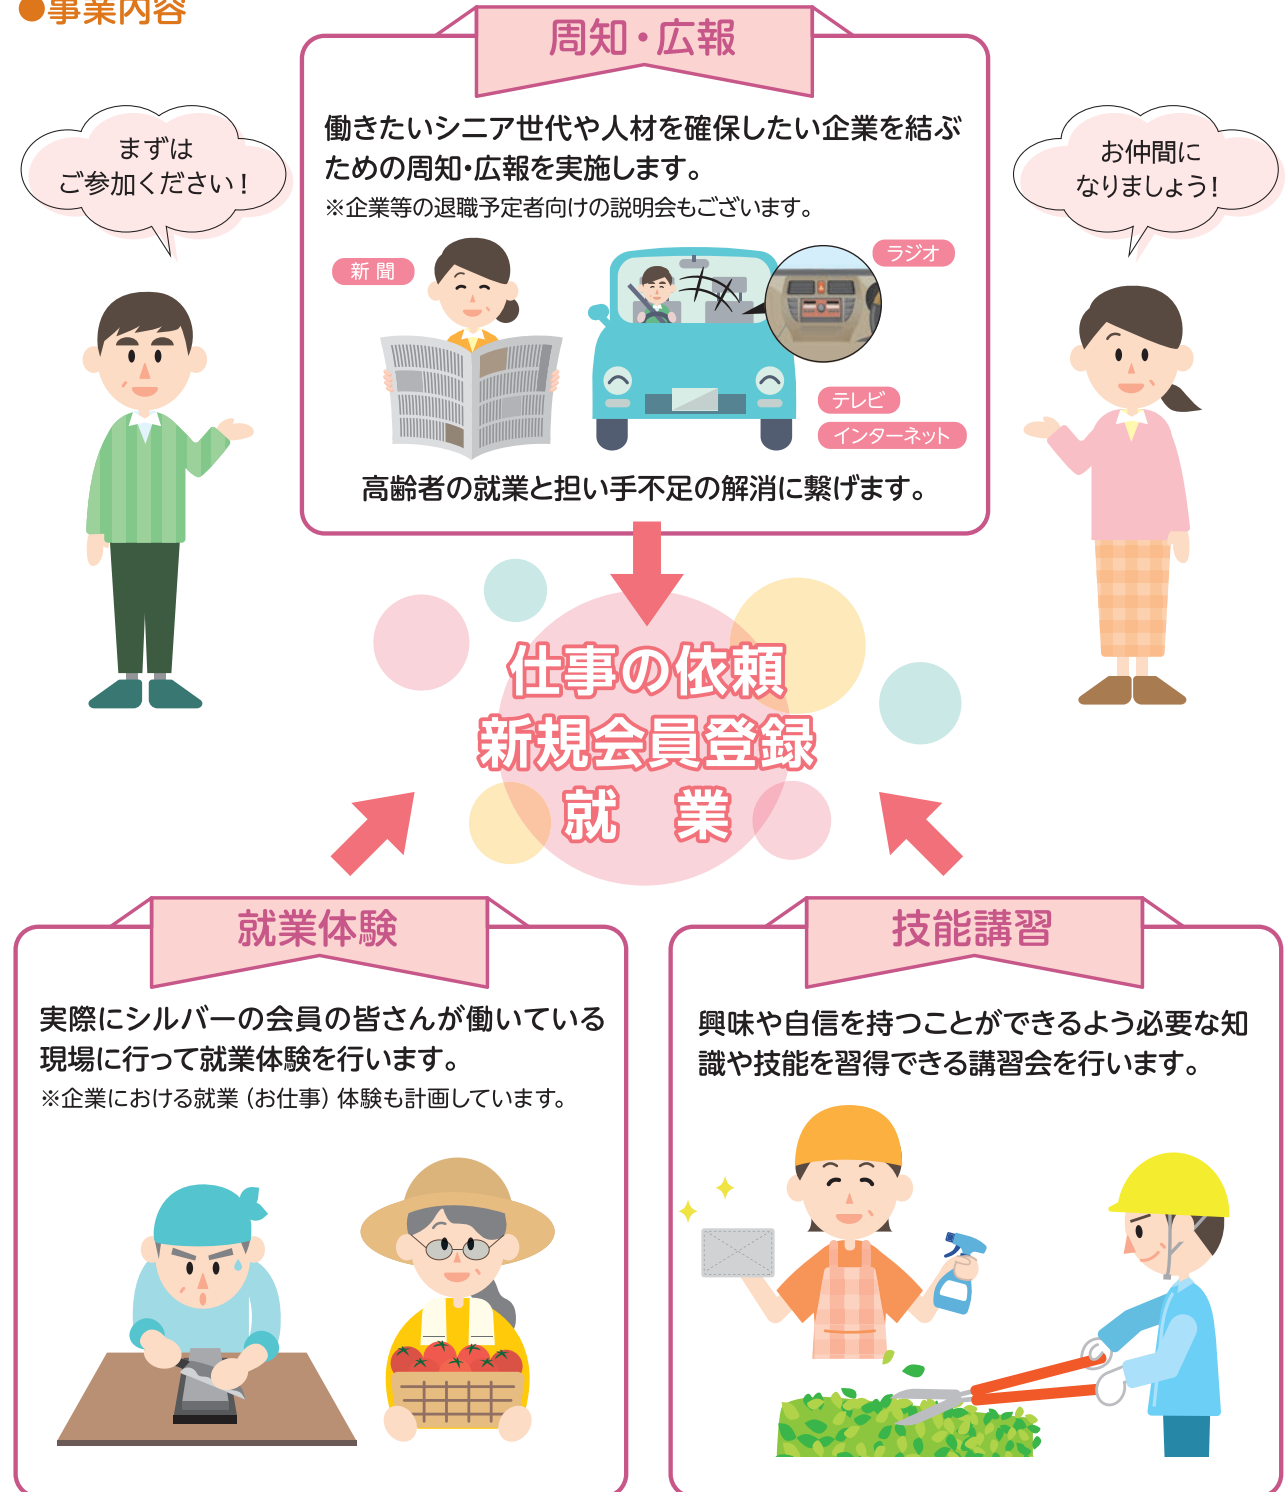 ●事業内容
周知・広報
働きたいシニア世代や人材を確保したい企業を結ぶ
ための周知・広報を実施します。
※企業等の退職予定者向けの説明会もございます。
まずは
ご参加ください！
お仲間に
なりましょう！
新聞
ラジオ
テレビ
インターネット
高齢者の就業と担い手不足の解消に繋げます。
仕事の依頼
新規会員登録
就　業
就業体験
実際にシルバーの会員の皆さんが働いている
現場に行って就業体験を行います。
※企業における就業（お仕事）体験も計画しています。
技能講習
興味や自信を持つことができるよう必要な知
識や技能を習得できる講習会を行います。